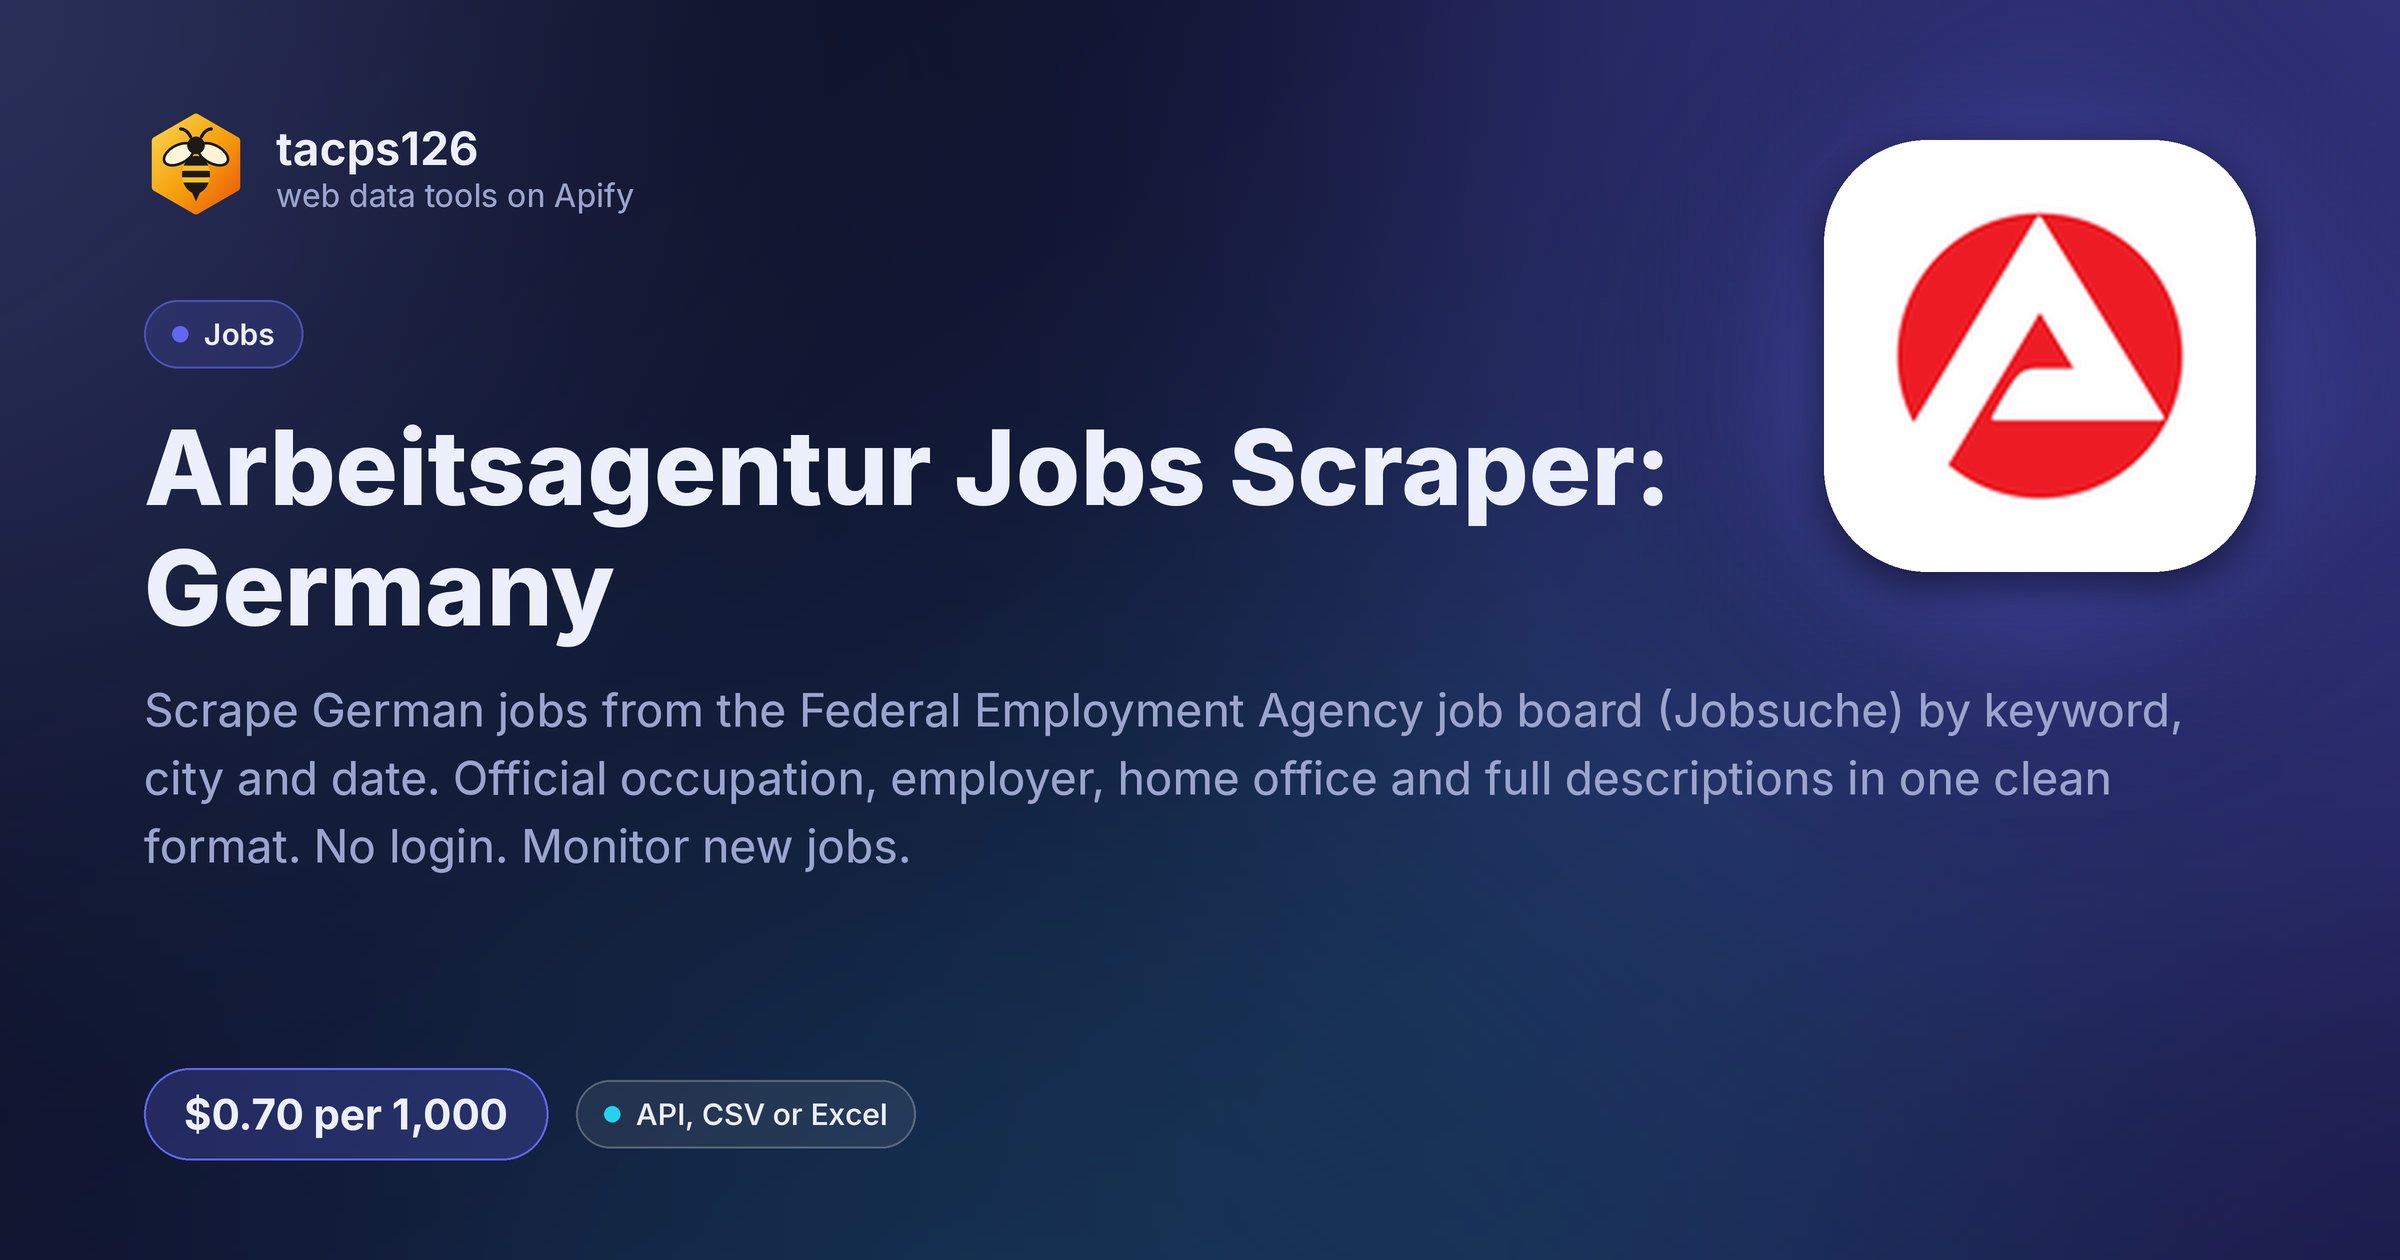 tacps126
web data tools on Apify
Jobs
Arbeitsagentur Jobs Scraper:
Germany
Scrape German jobs from the Federal Employment Agency job board (Jobsuche) by keyword,
city and date. Official occupation, employer, home office and full descriptions in one clean
format. No login. Monitor new jobs.
$0.70 per 1,000
API, CSV or Excel